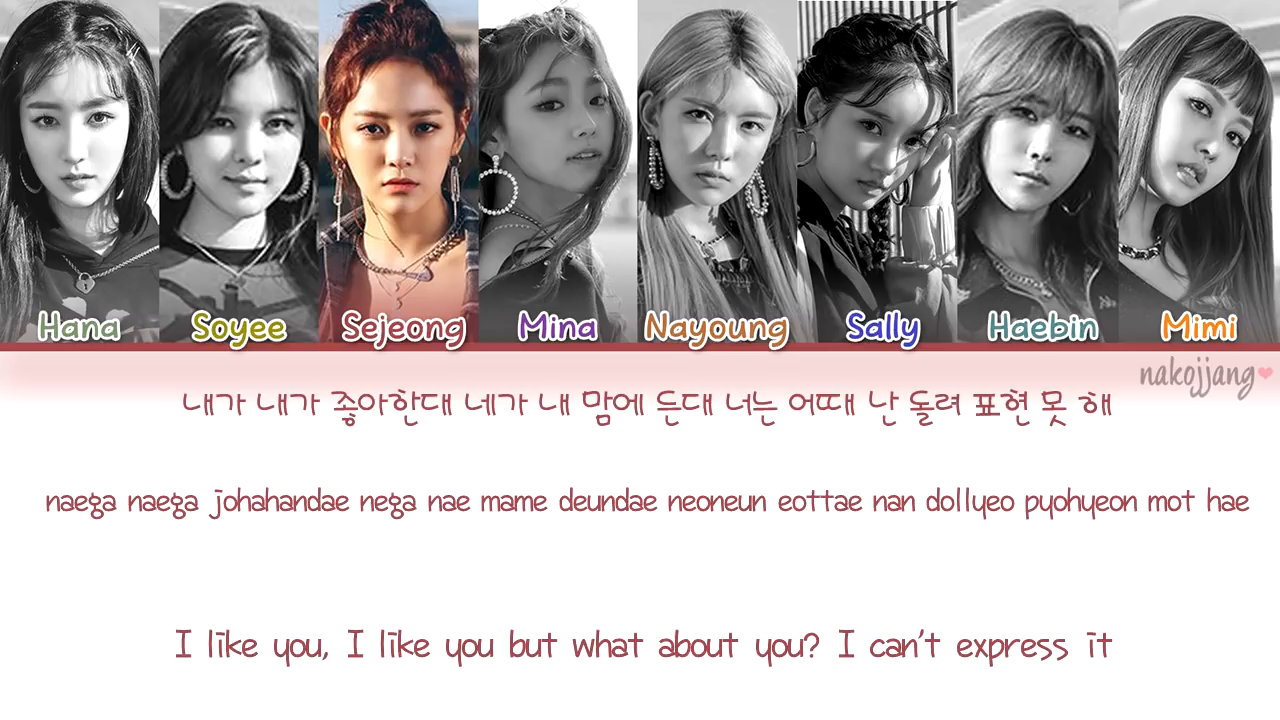 Hana Soyee Sejeong Mina Nayoung Sally Haebin Mimi
nakojjang
내가 내가 좋아한대 네가 내 맘에 든대 너는 어때 난 돌려 표현 못 해
naega naega johahandae nega nae mame deundae neoneun eottae nan dollyeo pyohyeon mot hae
I like you, I like you but what about you? I can't express it